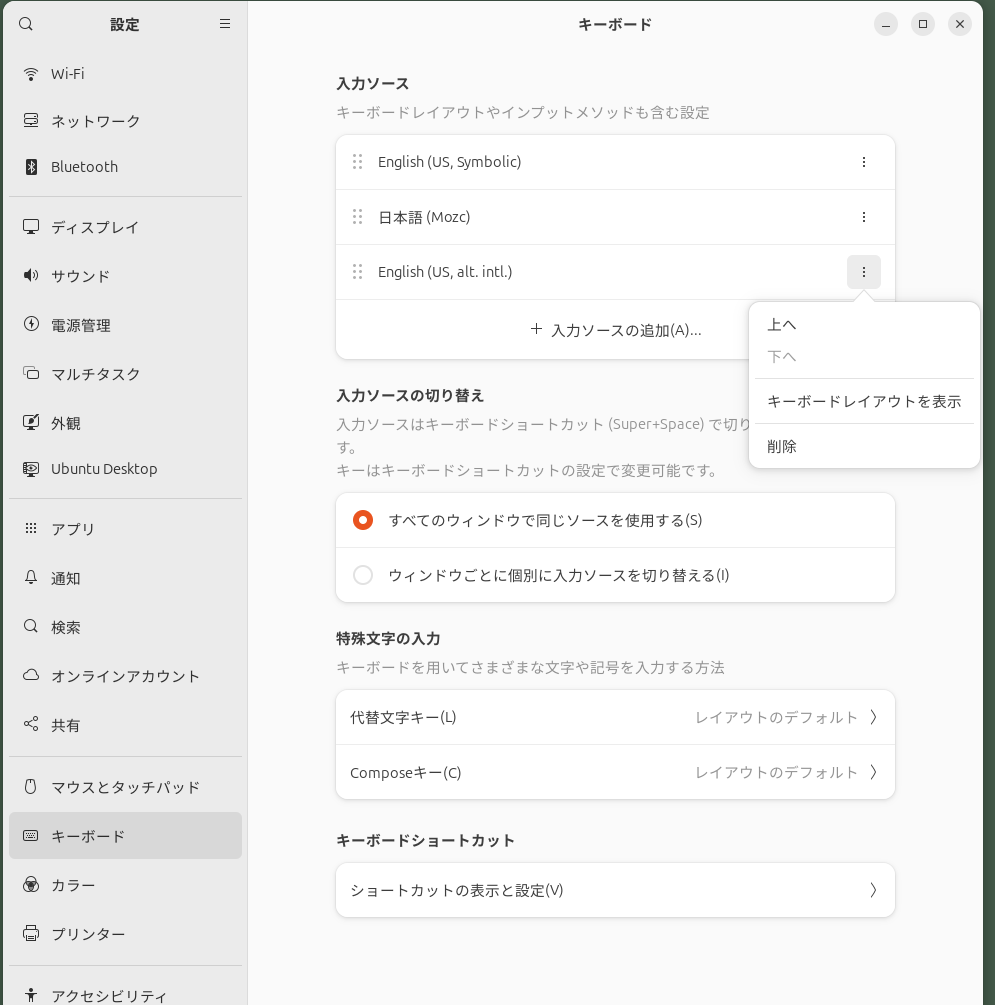 設定
Wi-Fi
ネットワーク
Bluetooth
ディスプレイ
サウンド
電源管理
マルチタスク
外観
Ubuntu Desktop
アプリ
通知
検索
オンラインアカウント
共有
マウスとタッチパッド
キーボード
カラー
プリンター
アクセシビリティ
キーボード
入力ソース
キーボードレイアウトやインプットメソッドも含む設定
English (US, Symbolic)
日本語 (Mozc)
English (US, alt. intl.)
+ 入力ソースの追加(A)...
上へ
下へ
キーボードレイアウトを表示
削除
入力ソースの切り替え
入力ソースはキーボードショートカット (Super+Space) で切り
す。
キーはキーボードショートカットの設定で変更可能です。
すべてのウィンドウで同じソースを使用する(S)
ウィンドウごとに個別に入力ソースを切り替える(I)
特殊文字の入力
キーボードを用いてさまざまな文字や記号を入力する方法
代替文字キー(L) レイアウトのデフォルト
Composeキー(C) レイアウトのデフォルト
キーボードショートカット
ショートカットの表示と設定(V)